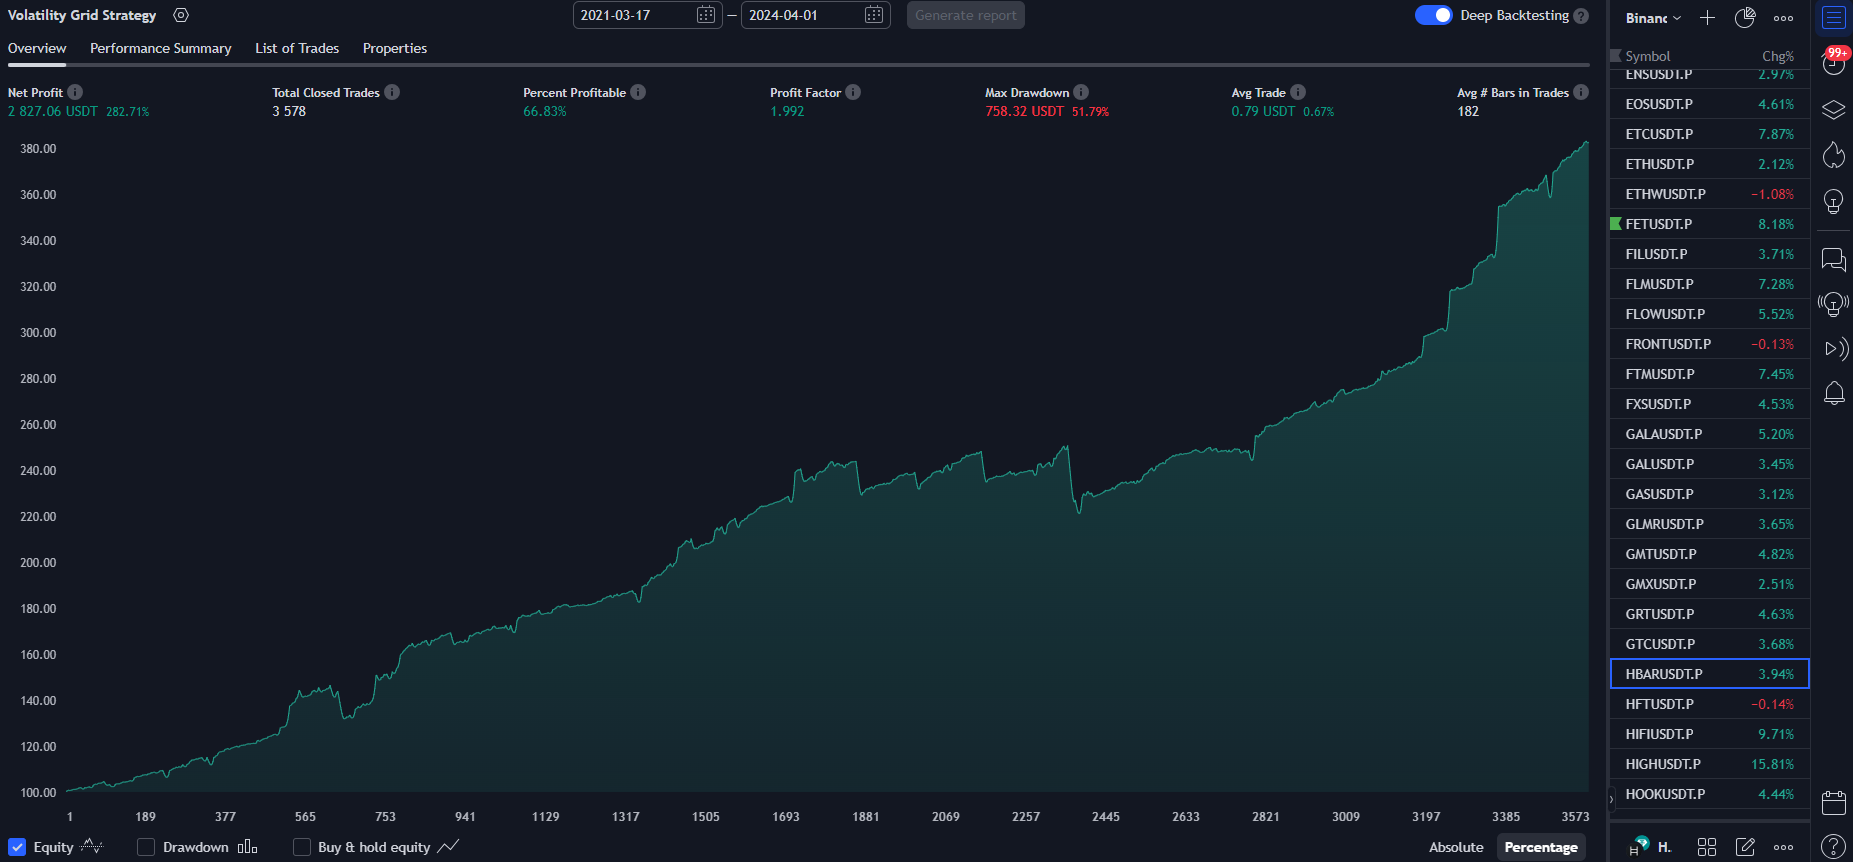 Volatility Grid Strategy
2021-03-17 — 2024-04-01
Generate report
Deep Backtesting ?
Overview Performance Summary List of Trades Properties
Net Profit
2 827.06 USDT 282.71%
Total Closed Trades
3 578
Percent Profitable
66.83%
Profit Factor
1.992
Max Drawdown
758.32 USDT 51.79%
Avg Trade
0.79 USDT 0.67%
Avg # Bars in Trades
182
380.00
360.00
340.00
320.00
300.00
280.00
260.00
240.00
220.00
200.00
180.00
160.00
140.00
120.00
100.00
1 189 377 565 753 941 1129 1317 1505 1693 1881 2069 2257 2445 2633 2821 3009 3197 3385 3573
Equity Drawdown Buy & hold equity
Absolute Percentage
Binanc
Symbol Chg%
ENSUSDT.P 2.97%
EOSUSDT.P 4.61%
ETCUSDT.P 7.87%
ETHUSDT.P 2.12%
ETHWUSDT.P −1.08%
FETUSDT.P 8.18%
FILUSDT.P 3.71%
FLMUSDT.P 7.28%
FLOWUSDT.P 5.52%
FRONTUSDT.P −0.13%
FTMUSDT.P 7.45%
FXSUSDT.P 4.53%
GALAUSDT.P 5.20%
GALUSDT.P 3.45%
GASUSDT.P 3.12%
GLMRUSDT.P 3.65%
GMTUSDT.P 4.82%
GMXUSDT.P 2.51%
GRTUSDT.P 4.63%
GTCUSDT.P 3.68%
HBARUSDT.P 3.94%
HFTUSDT.P −0.14%
HIFIUSDT.P 9.71%
HIGHUSDT.P 15.81%
HOOKUSDT.P 4.44%
H.
99+
?